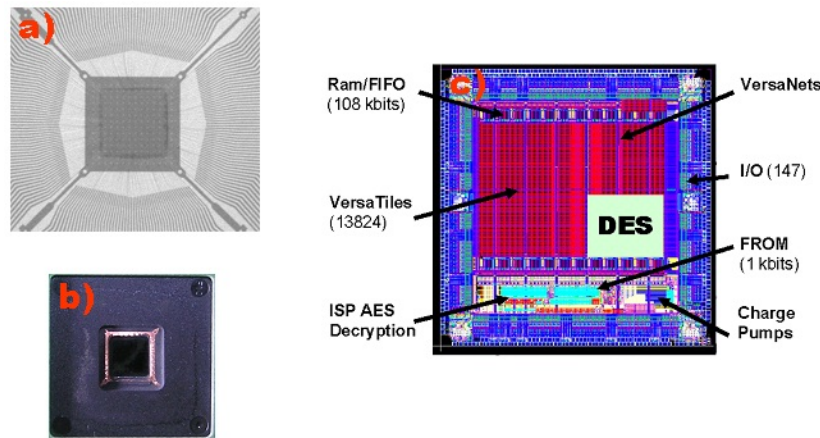 a)
b)
c)
Ram/FIFO
(108 kbits)
VersaTiles
(13824)
ISP AES
Decryption
DES
VersaNets
I/O (147)
FROM
(1 kbits)
Charge
Pumps